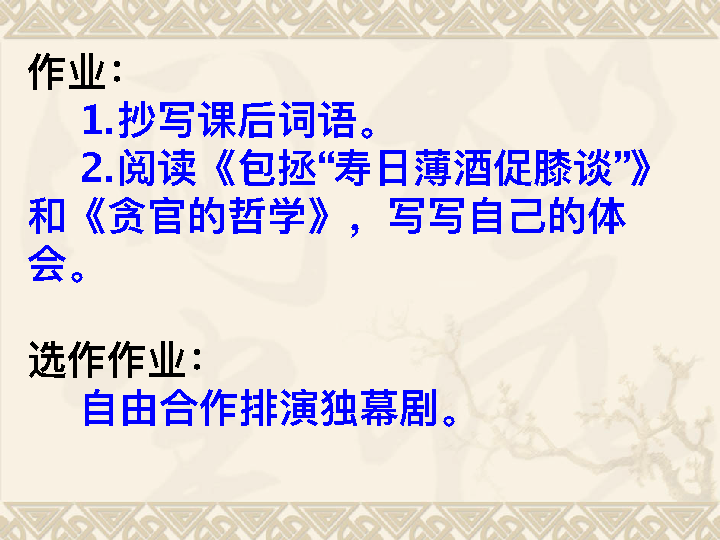 作业：
1.抄写课后词语。
2.阅读《包拯“寿日薄酒促膝谈”》
和《贪官的哲学》，写写自己的体
会。
选作作业：
自由合作排演独幕剧。